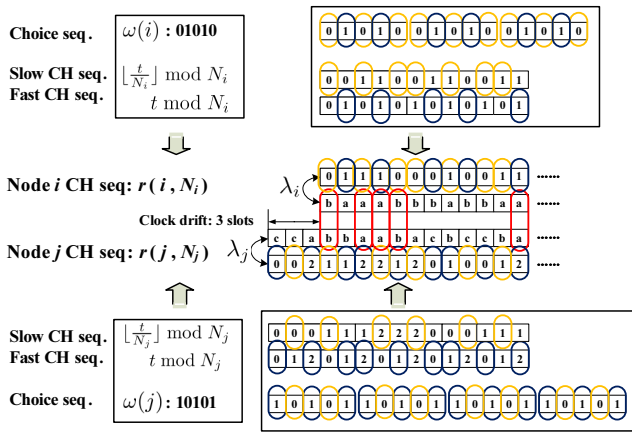 Choice seq. ω(i) : 01010 0 1 0 1 0 0 1 0 1 0 0 1 0 1 0
Slow CH seq. ⌊t/N_i⌋ mod N_i 0 0 1 1 0 0 1 1 0 0 1 1
Fast CH seq. t mod N_i 0 1 0 1 0 1 0 1 0 1 0 1
Node i CH seq: r(i, N_i) λ_i 0 1 1 1 0 0 0 1 0 0 1 1 ......
b a a a b b b a b b a a ......
Clock drift: 3 slots
Node j CH seq: r(j, N_j) λ_j c c a b b a a b a c b c c b a ......
0 0 2 1 1 2 2 1 2 0 1 0 0 1 2 ......
Slow CH seq. ⌊t/N_j⌋ mod N_j 0 0 0 1 1 1 2 2 2 0 0 0 1 1 1
Fast CH seq. t mod N_j 0 1 2 0 1 2 0 1 2 0 1 2 0 1 2
Choice seq. ω(j): 10101 1 0 1 0 1 1 0 1 0 1 1 0 1 0 1 1 0 1 0 1